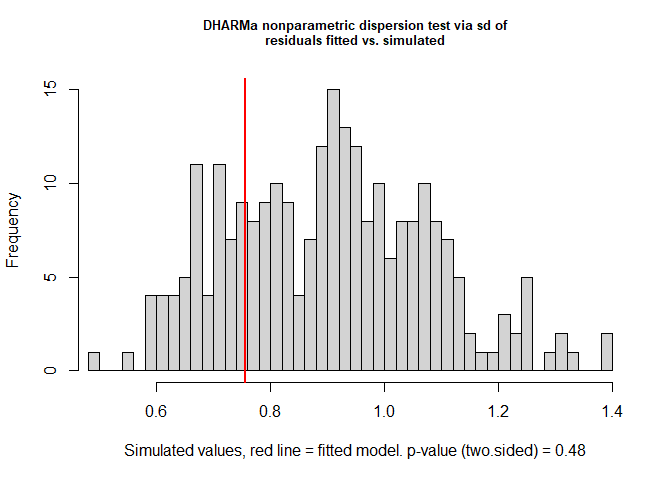 DHARMa nonparametric dispersion test via sd of
residuals fitted vs. simulated
Frequency
15
10
5
0
0.6 0.8 1.0 1.2 1.4
Simulated values, red line = fitted model. p-value (two.sided) = 0.48